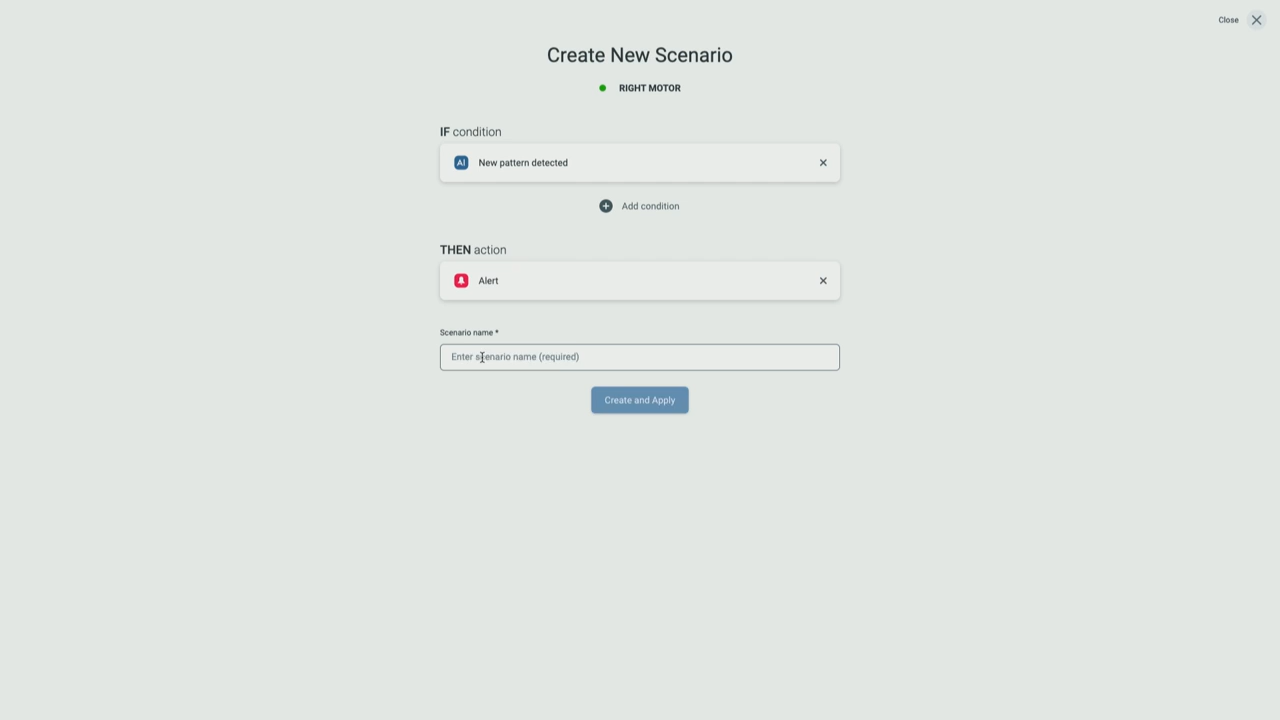 Close
Create New Scenario
RIGHT MOTOR
IF condition
AI New pattern detected
Add condition
THEN action
Alert
Scenario name *
Enter scenario name (required)
Create and Apply